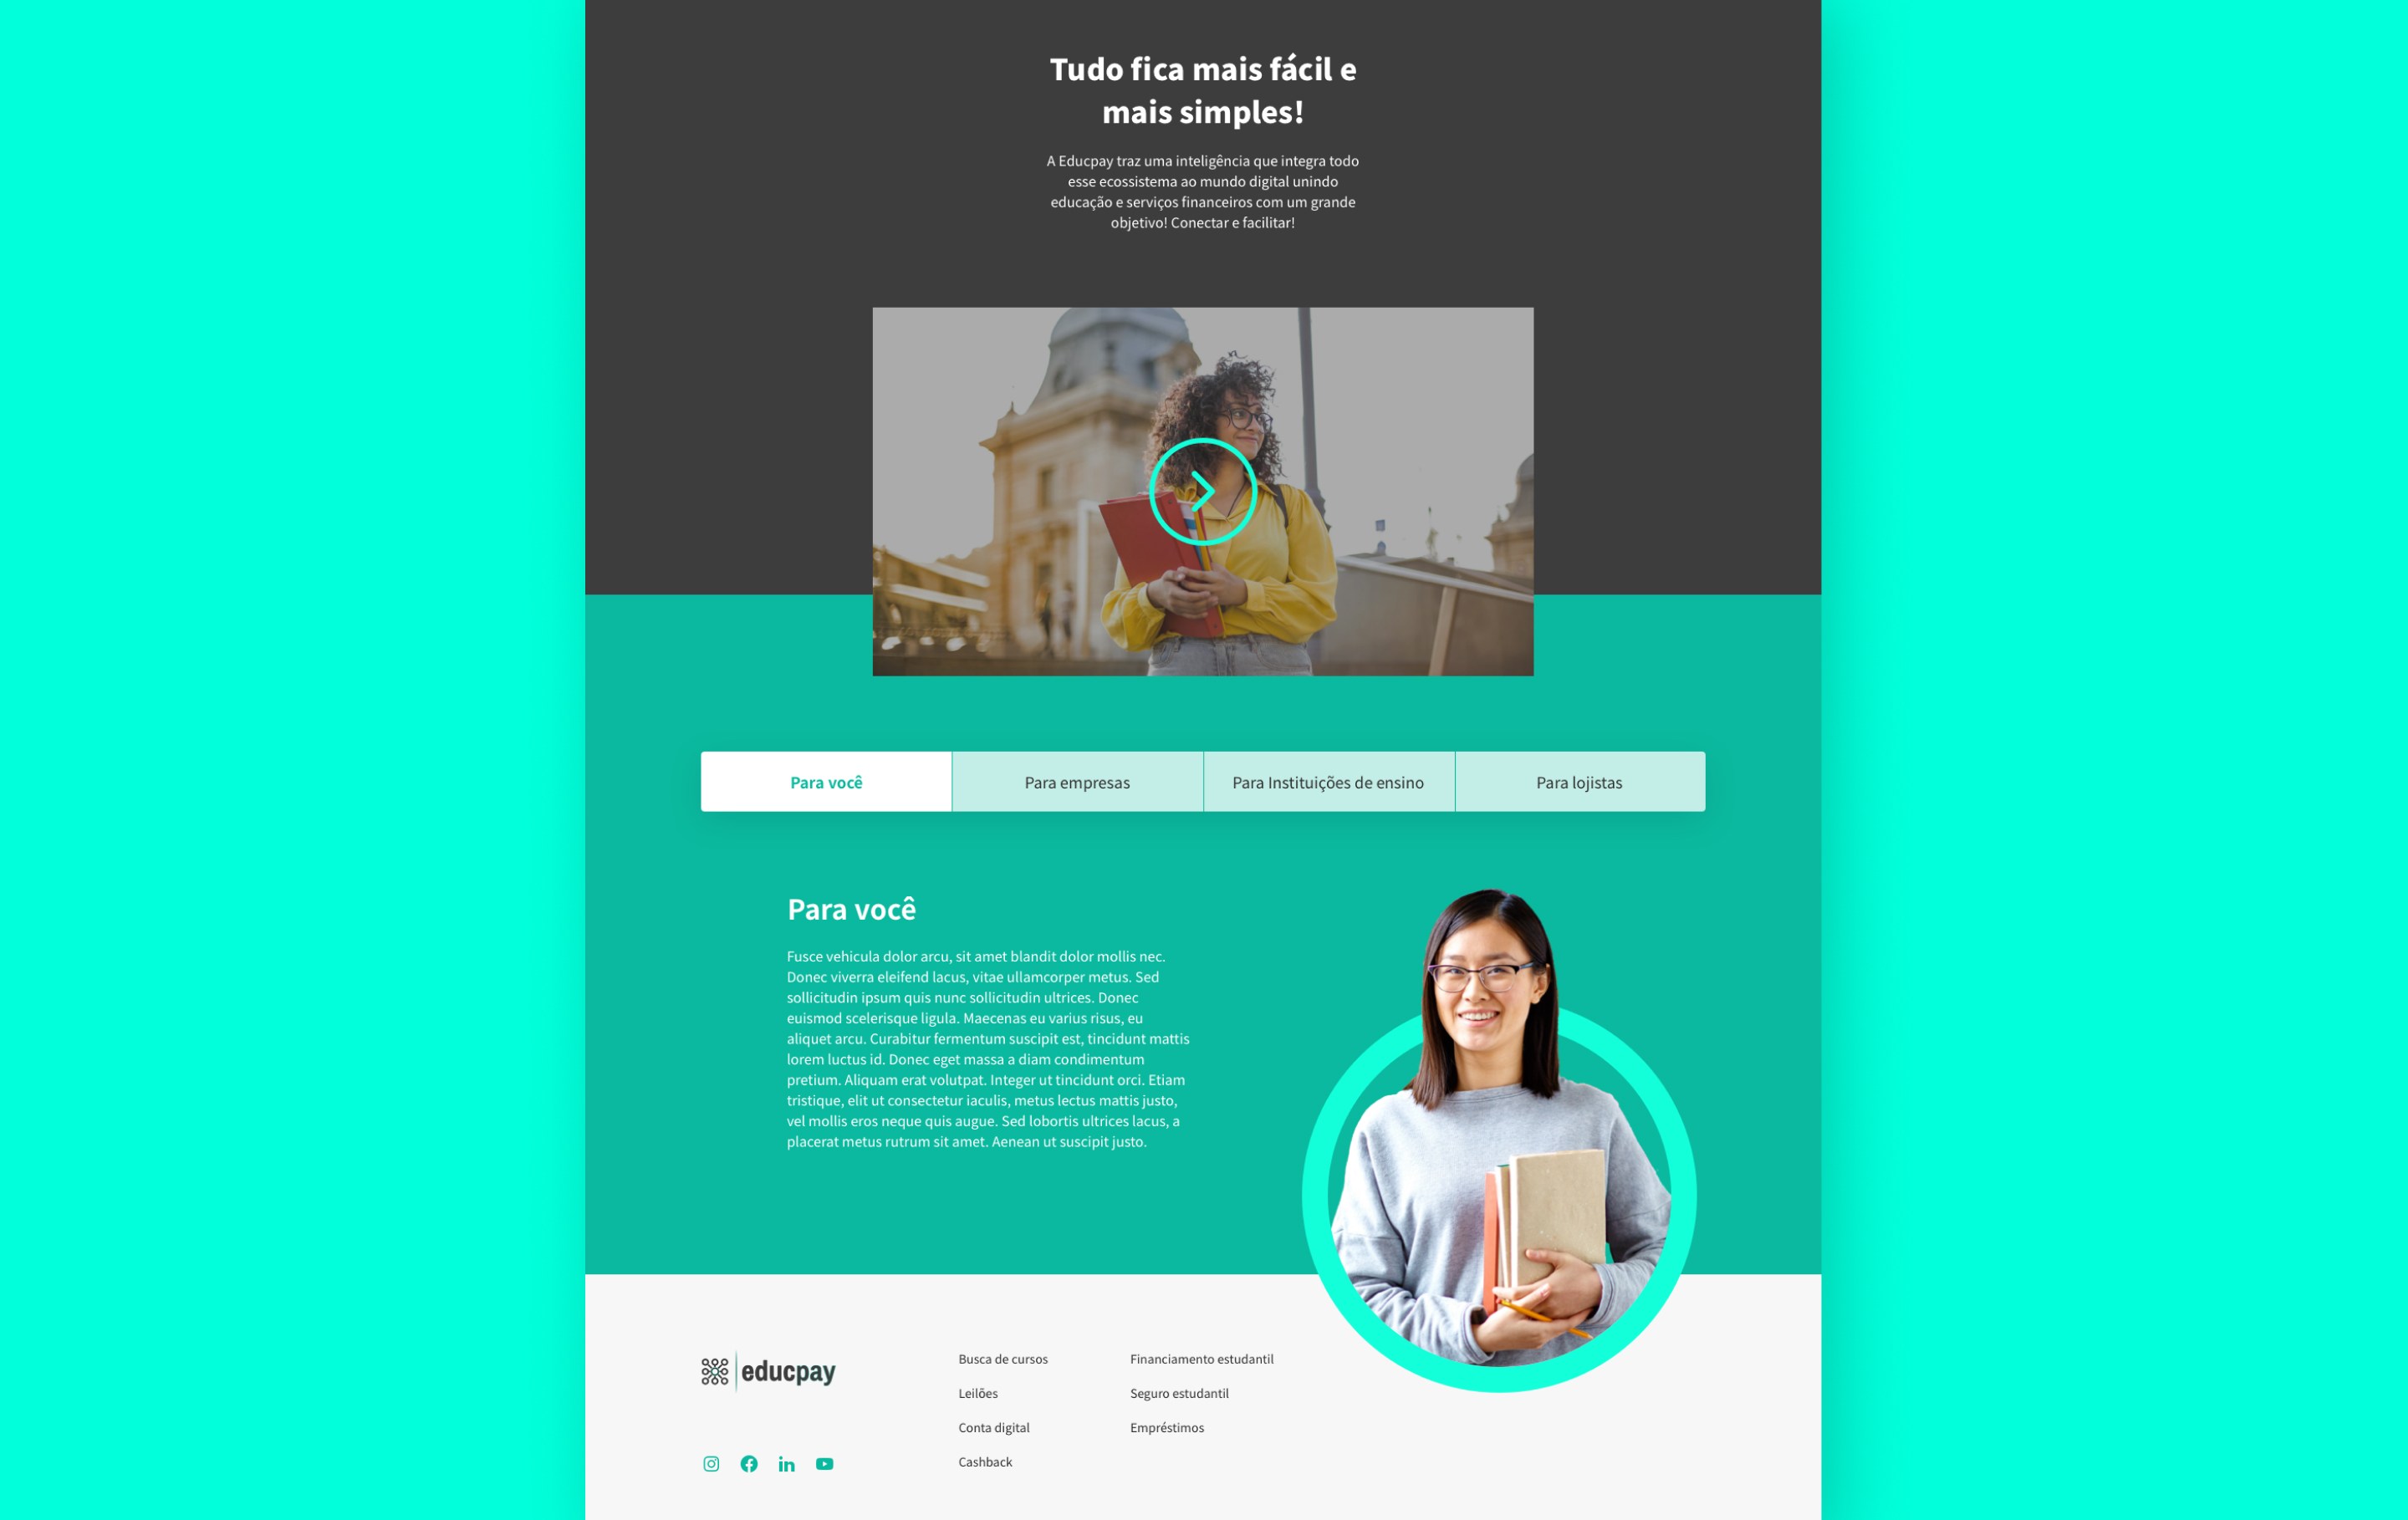 Tudo fica mais fácil e
mais simples!
A Educpay traz uma inteligência que integra todo
esse ecossistema ao mundo digital unindo
educação e serviços financeiros com um grande
objetivo! Conectar e facilitar!
Para você
Para empresas
Para Instituições de ensino
Para lojistas
Para você
Fusce vehicula dolor arcu, sit amet blandit dolor mollis nec.
Donec viverra eleifend lacus, vitae ullamcorper metus. Sed
sollicitudin ipsum quis nunc sollicitudin ultrices. Donec
euismod scelerisque ligula. Maecenas eu varius risus, eu
aliquet arcu. Curabitur fermentum suscipit est, tincidunt mattis
lorem luctus id. Donec eget massa a diam condimentum
pretium. Aliquam erat volutpat. Integer ut tincidunt orci. Etiam
tristique, elit ut consectetur iaculis, metus lectus mattis justo,
vel mollis eros neque quis augue. Sed lobortis ultrices lacus, a
placerat metus rutrum sit amet. Aenean ut suscipit justo.
educpay
Busca de cursos
Leilões
Conta digital
Cashback
Financiamento estudantil
Seguro estudantil
Empréstimos